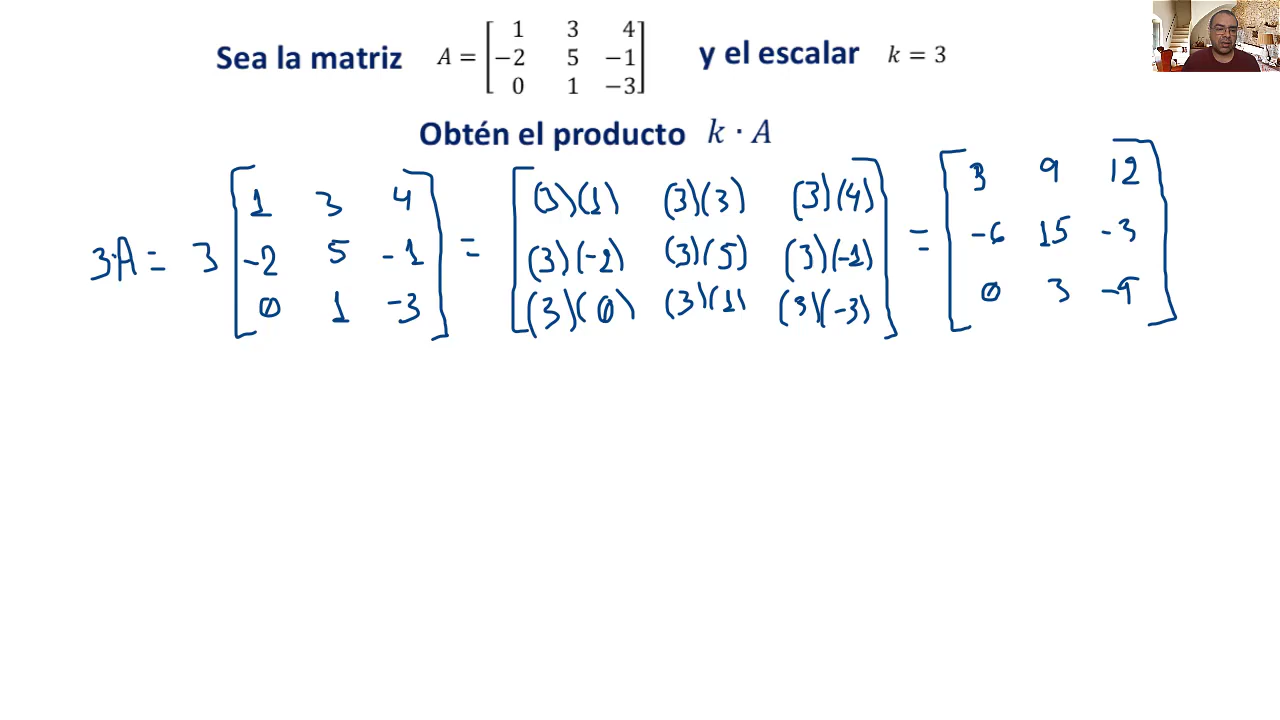 Sea la matriz A = [ 1 3 4 y el escalar k = 3
−2 5 −1
0 1 −3 ]
Obtén el producto k · A
3·A = 3 [ 1 3 4 ] = [ (3)(1) (3)(3) (3)(4) ] = [ 3 9 12 ]
[ -2 5 -1 ] [ (3)(-2) (3)(5) (3)(-1) ] [ -6 15 -3 ]
[ 0 1 -3 ] [ (3)(0) (3)(1) (3)(-3) ] [ 0 3 -9 ]